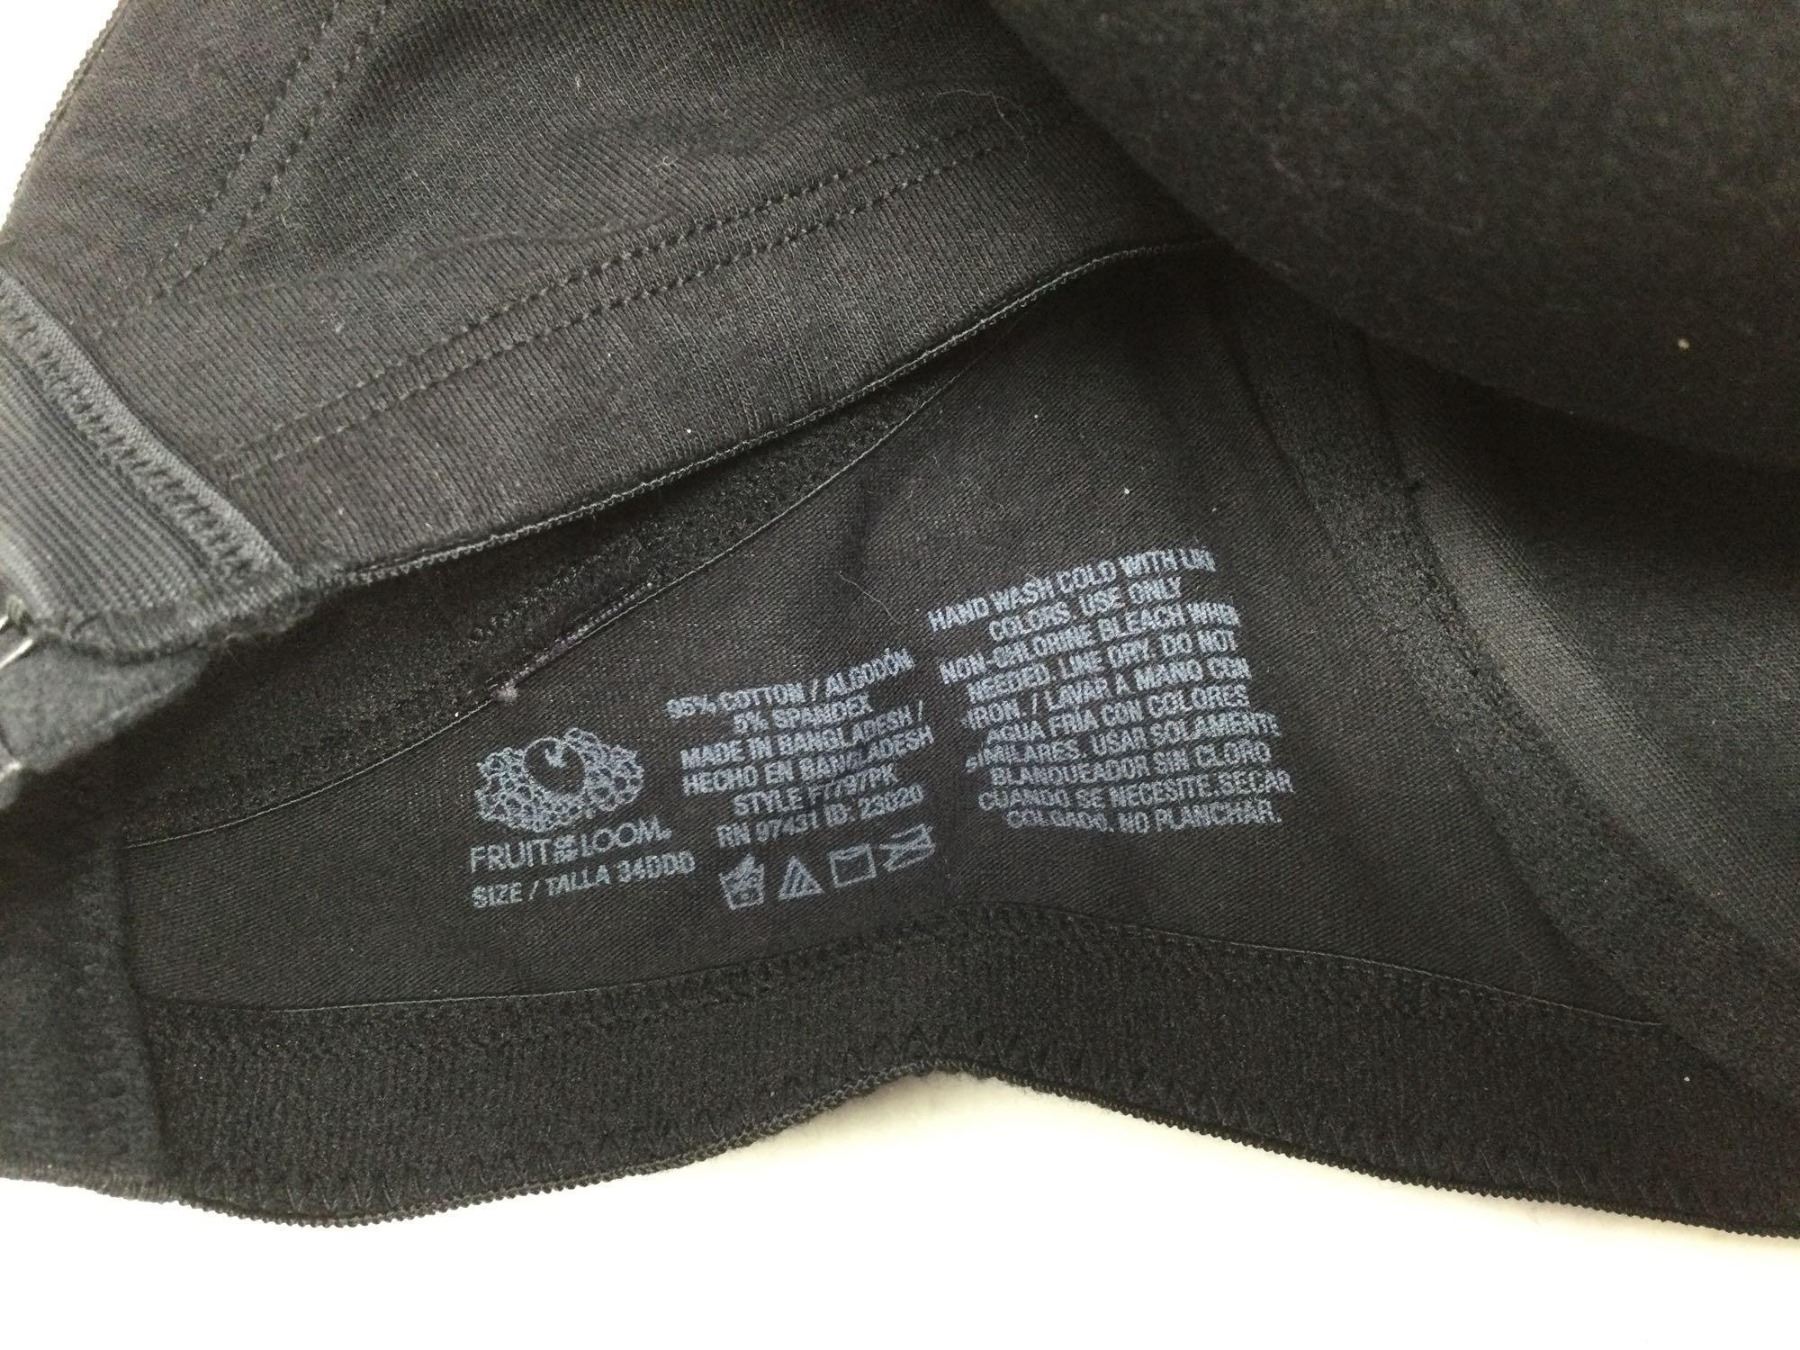 FRUIT OF THE LOOM®
SIZE / TALLA 34DDD
95% COTTON / ALGODÓN
5% SPANDEX
MADE IN BANGLADESH /
HECHO EN BANGLADESH
STYLE FT797PK
RN 97431 ID: 23020
HAND WASH COLD WITH LIKE
COLORS. USE ONLY
NON-CHLORINE BLEACH WHEN
NEEDED. LINE DRY. DO NOT
IRON. / LAVAR A MANO CON
AGUA FRÍA CON COLORES
SIMILARES. USAR SOLAMENTE
BLANQUEADOR SIN CLORO
CUANDO SE NECESITE. SECAR
COLGADO. NO PLANCHAR.